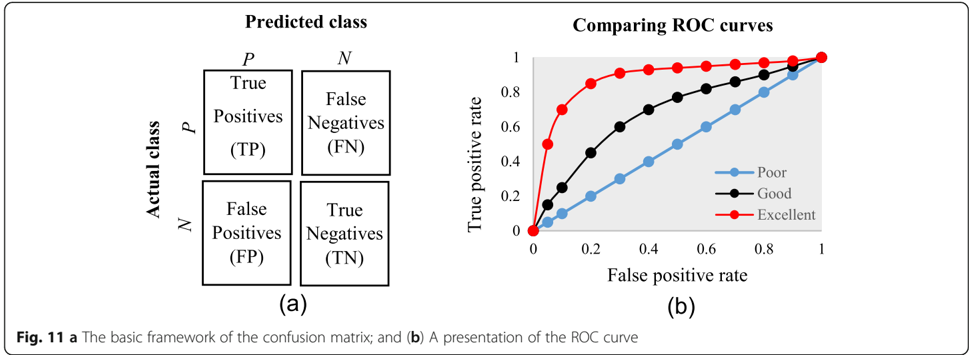 Predicted class
P N
Actual class
P
N
True
Positives
(TP)
False
Negatives
(FN)
False
Positives
(FP)
True
Negatives
(TN)
(a)
Comparing ROC curves
True positive rate
1
0.8
0.6
0.4
0.2
0
Poor
Good
Excellent
0 0.2 0.4 0.6 0.8 1
False positive rate
(b)
Fig. 11 a The basic framework of the confusion matrix; and (b) A presentation of the ROC curve